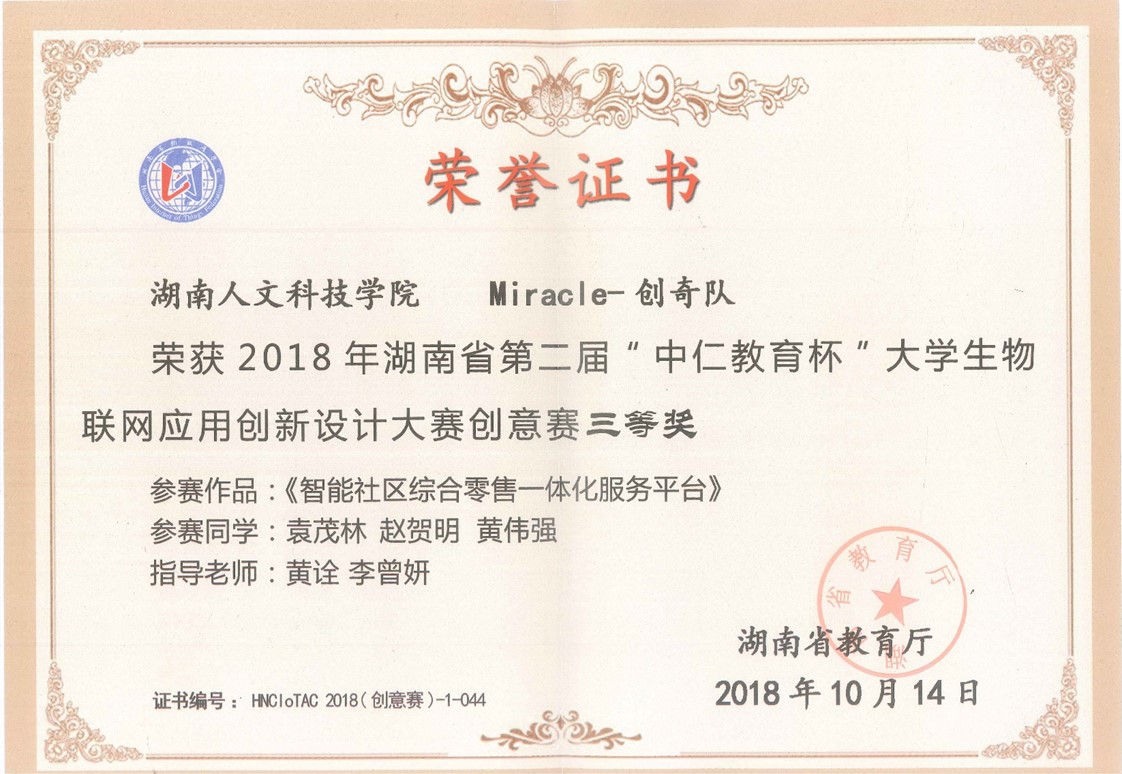 荣誉证书
湖南人文科技学院 Miracle-创奇队
荣获 2018 年湖南省第二届“中仁教育杯”大学生物
联网应用创新设计大赛创意赛三等奖
参赛作品：《智能社区综合零售一体化服务平台》
参赛同学：袁茂林 赵贺明 黄伟强
指导老师：黄诠 李曾妍
省教育厅
湖南省教育厅
2018 年 10 月 14 日
证书编号：HNCIoTAC 2018(创意赛)-1-044